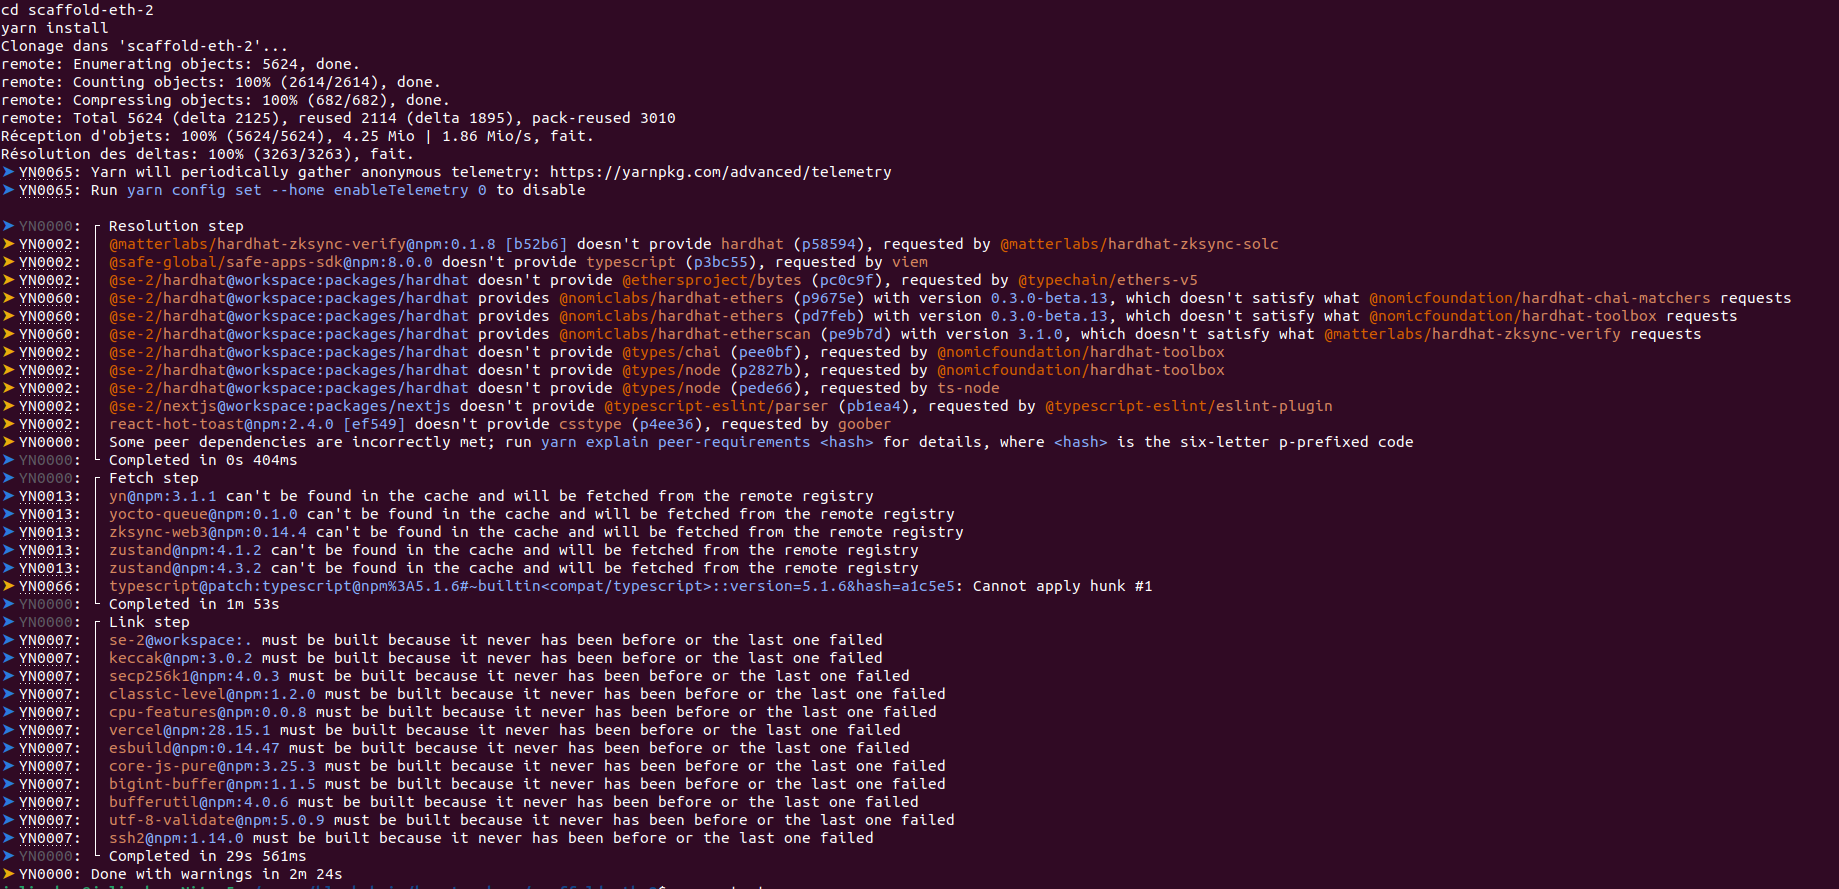 cd scaffold-eth-2
yarn install
Clonage dans 'scaffold-eth-2'...
remote: Enumerating objects: 5624, done.
remote: Counting objects: 100% (2614/2614), done.
remote: Compressing objects: 100% (682/682), done.
remote: Total 5624 (delta 2125), reused 2114 (delta 1895), pack-reused 3010
Réception d'objets: 100% (5624/5624), 4.25 Mio | 1.86 Mio/s, fait.
Résolution des deltas: 100% (3263/3263), fait.
➤ YN0065: Yarn will periodically gather anonymous telemetry: https://yarnpkg.com/advanced/telemetry
➤ YN0065: Run yarn config set --home enableTelemetry 0 to disable
➤ YN0000: ┌ Resolution step
➤ YN0002: │ @matterlabs/hardhat-zksync-verify@npm:0.1.8 [b52b6] doesn't provide hardhat (p58594), requested by @matterlabs/hardhat-zksync-solc
➤ YN0002: │ @safe-global/safe-apps-sdk@npm:8.0.0 doesn't provide typescript (p3bc55), requested by viem
➤ YN0002: │ @se-2/hardhat@workspace:packages/hardhat doesn't provide @ethersproject/bytes (pc0c9f), requested by @typechain/ethers-v5
➤ YN0060: │ @se-2/hardhat@workspace:packages/hardhat provides @nomiclabs/hardhat-ethers (p9675e) with version 0.3.0-beta.13, which doesn't satisfy what @nomicfoundation/hardhat-chai-matchers requests
➤ YN0060: │ @se-2/hardhat@workspace:packages/hardhat provides @nomiclabs/hardhat-ethers (pd7feb) with version 0.3.0-beta.13, which doesn't satisfy what @nomicfoundation/hardhat-toolbox requests
➤ YN0060: │ @se-2/hardhat@workspace:packages/hardhat provides @nomiclabs/hardhat-etherscan (pe9b7d) with version 3.1.0, which doesn't satisfy what @matterlabs/hardhat-zksync-verify requests
➤ YN0002: │ @se-2/hardhat@workspace:packages/hardhat doesn't provide @types/chai (pee0bf), requested by @nomicfoundation/hardhat-toolbox
➤ YN0002: │ @se-2/hardhat@workspace:packages/hardhat doesn't provide @types/node (p2827b), requested by @nomicfoundation/hardhat-toolbox
➤ YN0002: │ @se-2/hardhat@workspace:packages/hardhat doesn't provide @types/node (pede66), requested by ts-node
➤ YN0002: │ @se-2/nextjs@workspace:packages/nextjs doesn't provide @typescript-eslint/parser (pb1ea4), requested by @typescript-eslint/eslint-plugin
➤ YN0002: │ react-hot-toast@npm:2.4.0 [ef549] doesn't provide csstype (p4ee36), requested by goober
➤ YN0000: │ Some peer dependencies are incorrectly met; run yarn explain peer-requirements <hash> for details, where <hash> is the six-letter p-prefixed code
➤ YN0000: └ Completed in 0s 404ms
➤ YN0000: ┌ Fetch step
➤ YN0013: │ yn@npm:3.1.1 can't be found in the cache and will be fetched from the remote registry
➤ YN0013: │ yocto-queue@npm:0.1.0 can't be found in the cache and will be fetched from the remote registry
➤ YN0013: │ zksync-web3@npm:0.14.4 can't be found in the cache and will be fetched from the remote registry
➤ YN0013: │ zustand@npm:4.1.2 can't be found in the cache and will be fetched from the remote registry
➤ YN0013: │ zustand@npm:4.3.2 can't be found in the cache and will be fetched from the remote registry
➤ YN0066: │ typescript@patch:typescript@npm%3A5.1.6#~builtin<compat/typescript>::version=5.1.6&hash=a1c5e5: Cannot apply hunk #1
➤ YN0000: └ Completed in 1m 53s
➤ YN0000: ┌ Link step
➤ YN0007: │ se-2@workspace:. must be built because it never has been before or the last one failed
➤ YN0007: │ keccak@npm:3.0.2 must be built because it never has been before or the last one failed
➤ YN0007: │ secp256k1@npm:4.0.3 must be built because it never has been before or the last one failed
➤ YN0007: │ classic-level@npm:1.2.0 must be built because it never has been before or the last one failed
➤ YN0007: │ cpu-features@npm:0.0.8 must be built because it never has been before or the last one failed
➤ YN0007: │ vercel@npm:28.15.1 must be built because it never has been before or the last one failed
➤ YN0007: │ esbuild@npm:0.14.47 must be built because it never has been before or the last one failed
➤ YN0007: │ core-js-pure@npm:3.25.3 must be built because it never has been before or the last one failed
➤ YN0007: │ bigint-buffer@npm:1.1.5 must be built because it never has been before or the last one failed
➤ YN0007: │ bufferutil@npm:4.0.6 must be built because it never has been before or the last one failed
➤ YN0007: │ utf-8-validate@npm:5.0.9 must be built because it never has been before or the last one failed
➤ YN0007: │ ssh2@npm:1.14.0 must be built because it never has been before or the last one failed
➤ YN0000: └ Completed in 29s 561ms
➤ YN0000: Done with warnings in 2m 24s